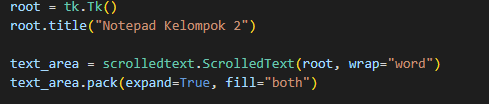 root = tk.Tk()
root.title("Notepad Kelompok 2")
text_area = scrolledtext.ScrolledText(root, wrap="word")
text_area.pack(expand=True, fill="both")